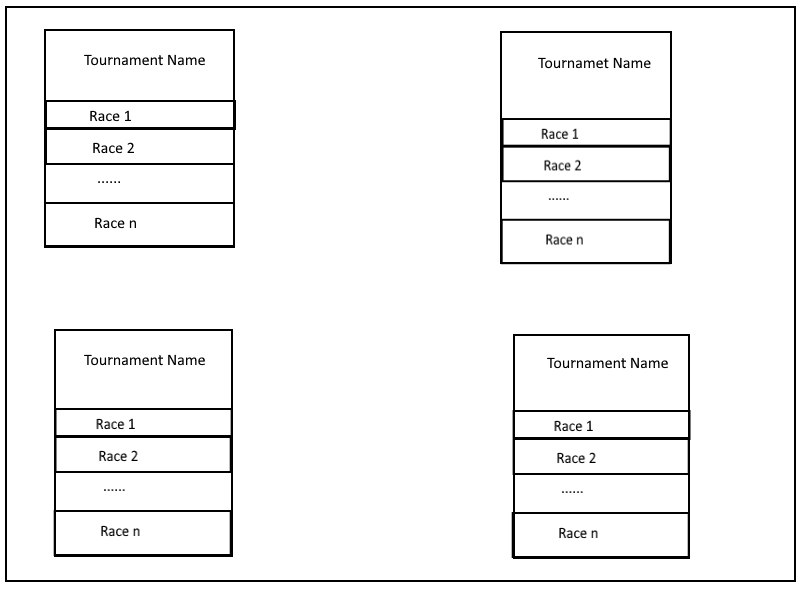 Tournament Name
Race 1
Race 2
......
Race n
Tournamet Name
Race 1
Race 2
......
Race n
Tournament Name
Race 1
Race 2
......
Race n
Tournament Name
Race 1
Race 2
......
Race n